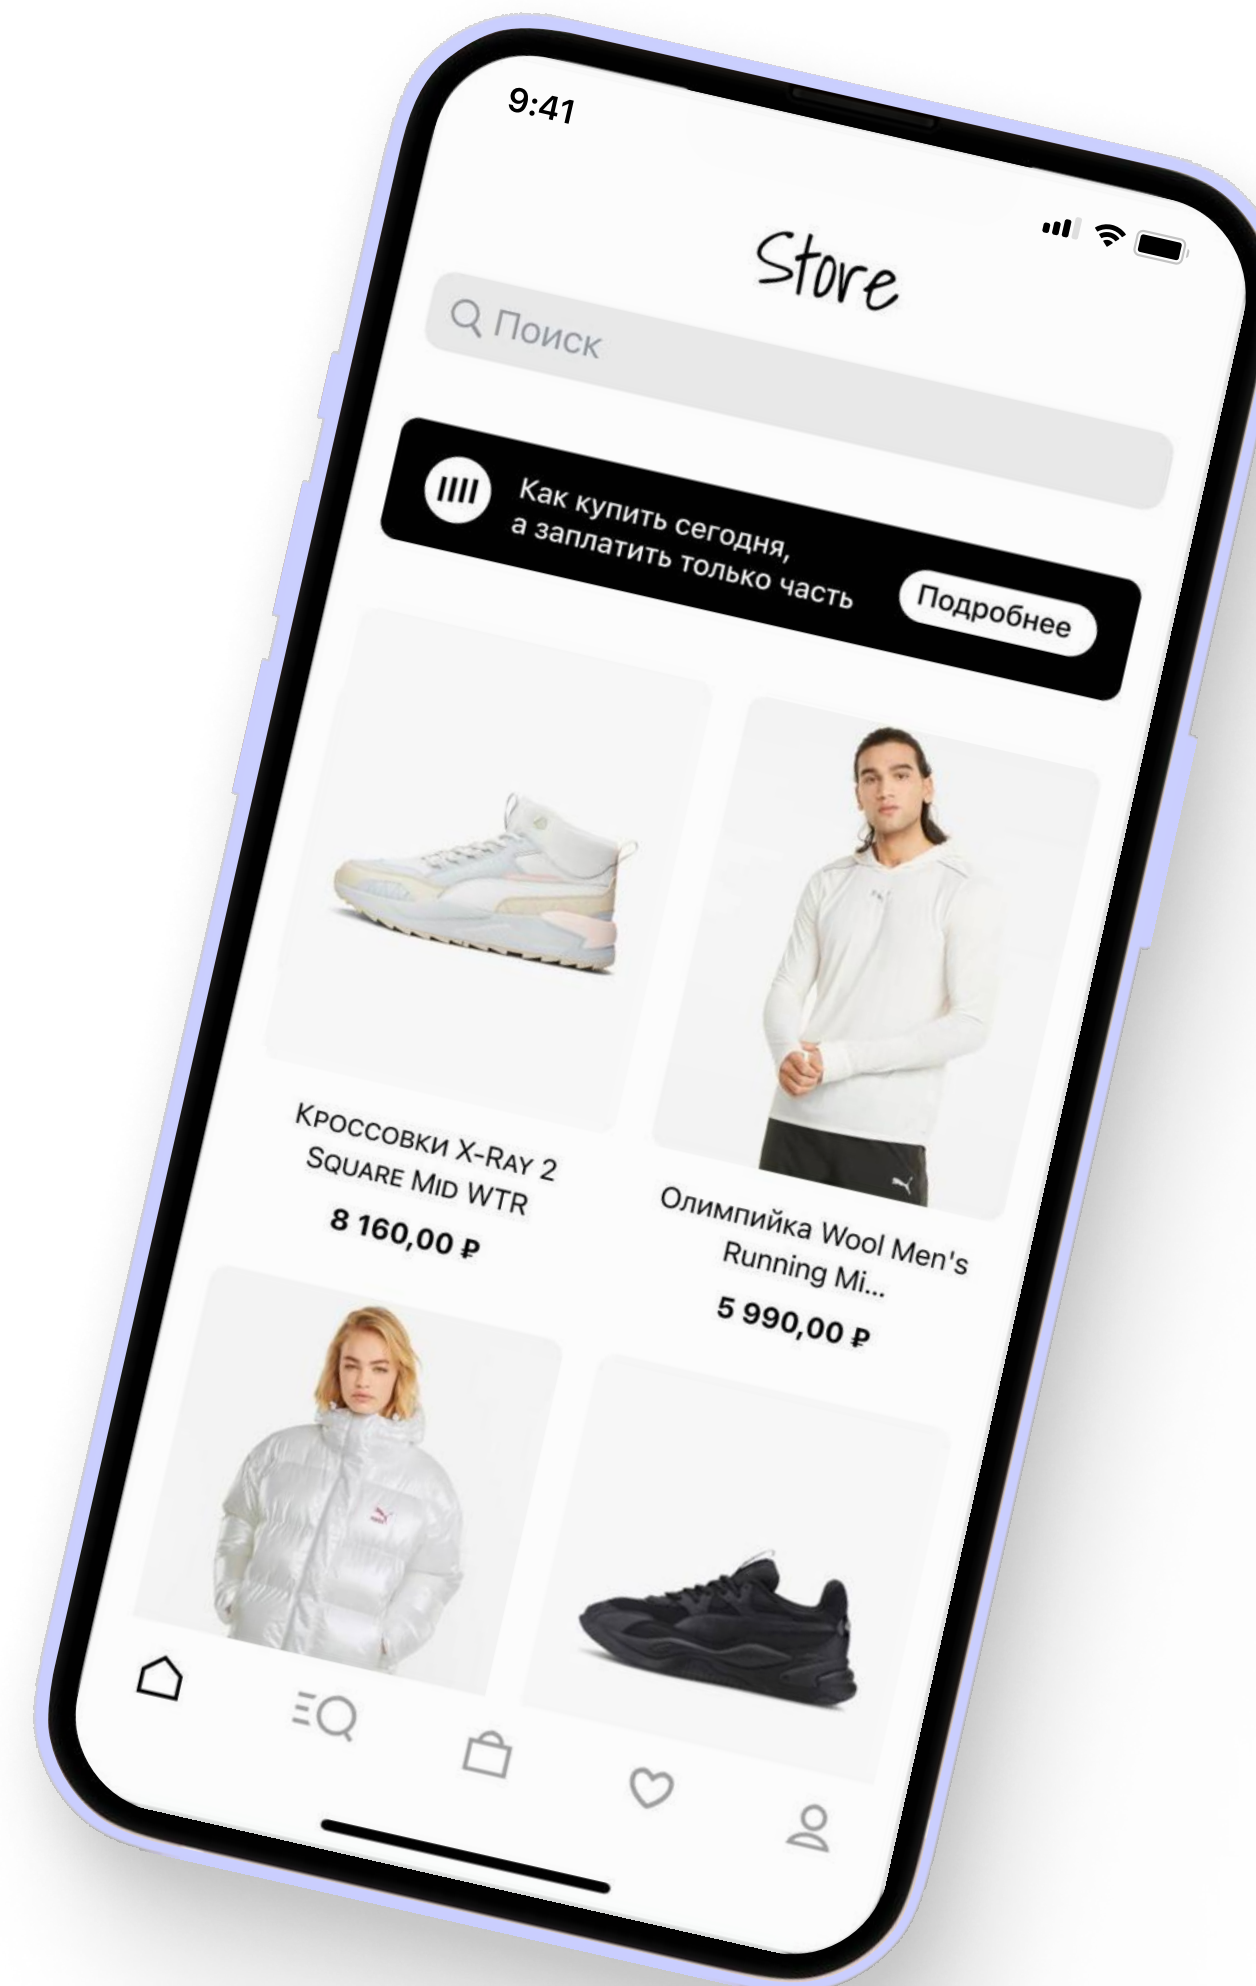 9:41
Store
Поиск
Как купить сегодня,
а заплатить только часть
Подробнее
Кроссовки X-Ray 2
Square Mid WTR
8 160,00 ₽
Олимпийка Wool Men's
Running Mi...
5 990,00 ₽